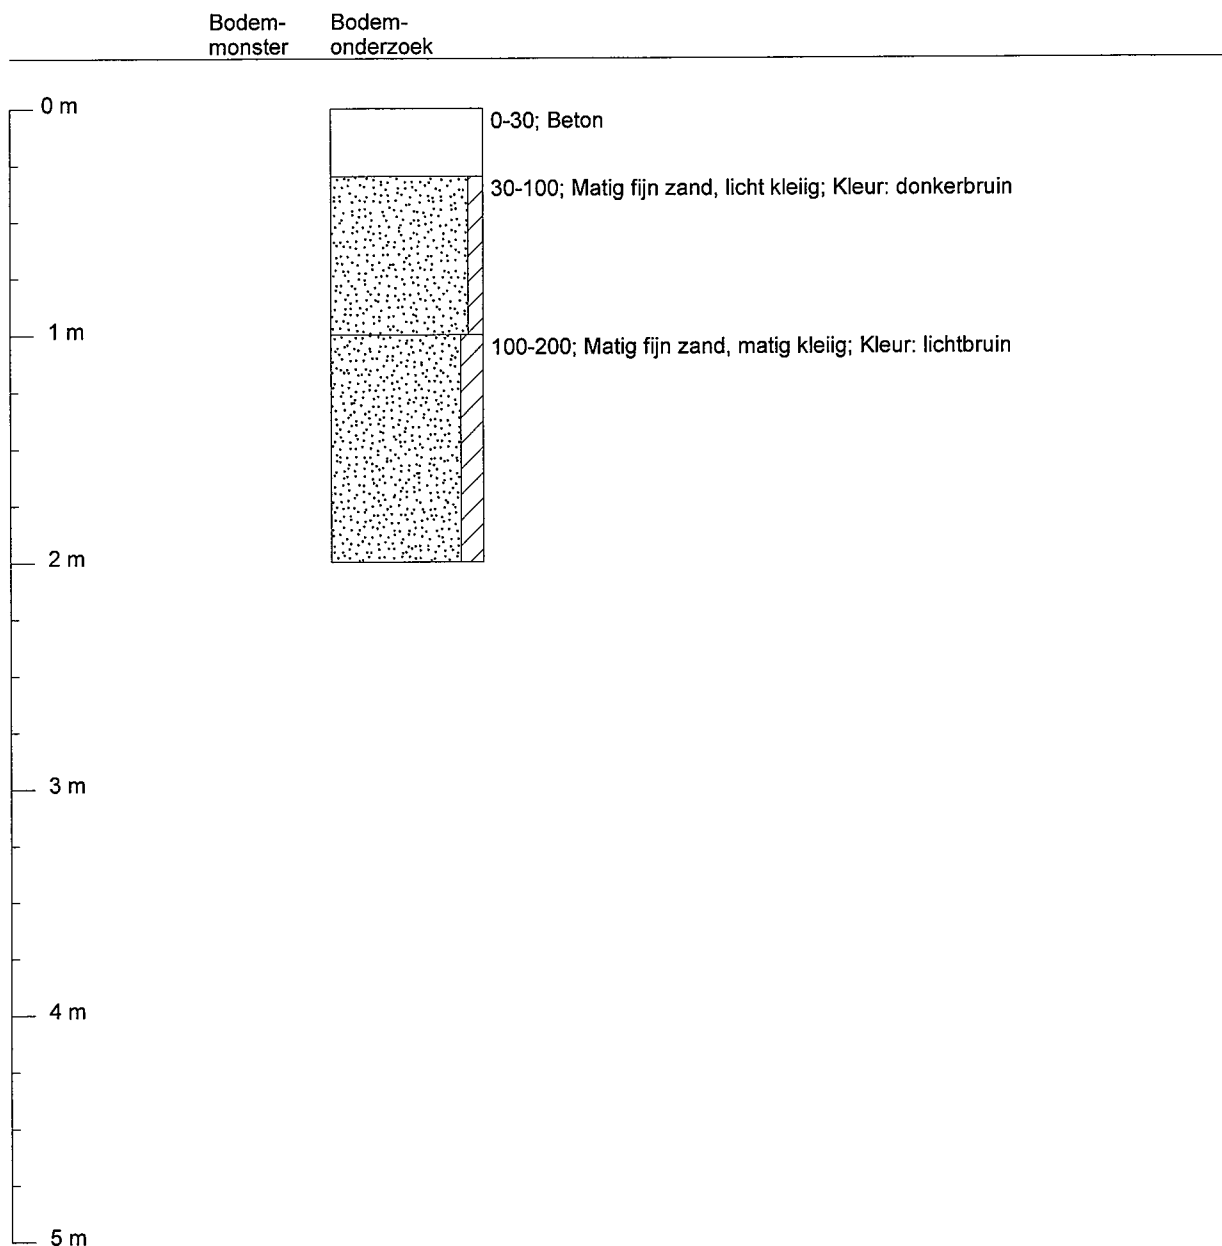 Bodem-
monster
Bodem-
onderzoek
0 m
0-30; Beton
30-100; Matig fijn zand, licht kleiig; Kleur: donkerbruin
1 m
100-200; Matig fijn zand, matig kleiig; Kleur: lichtbruin
2 m
3 m
4 m
5 m